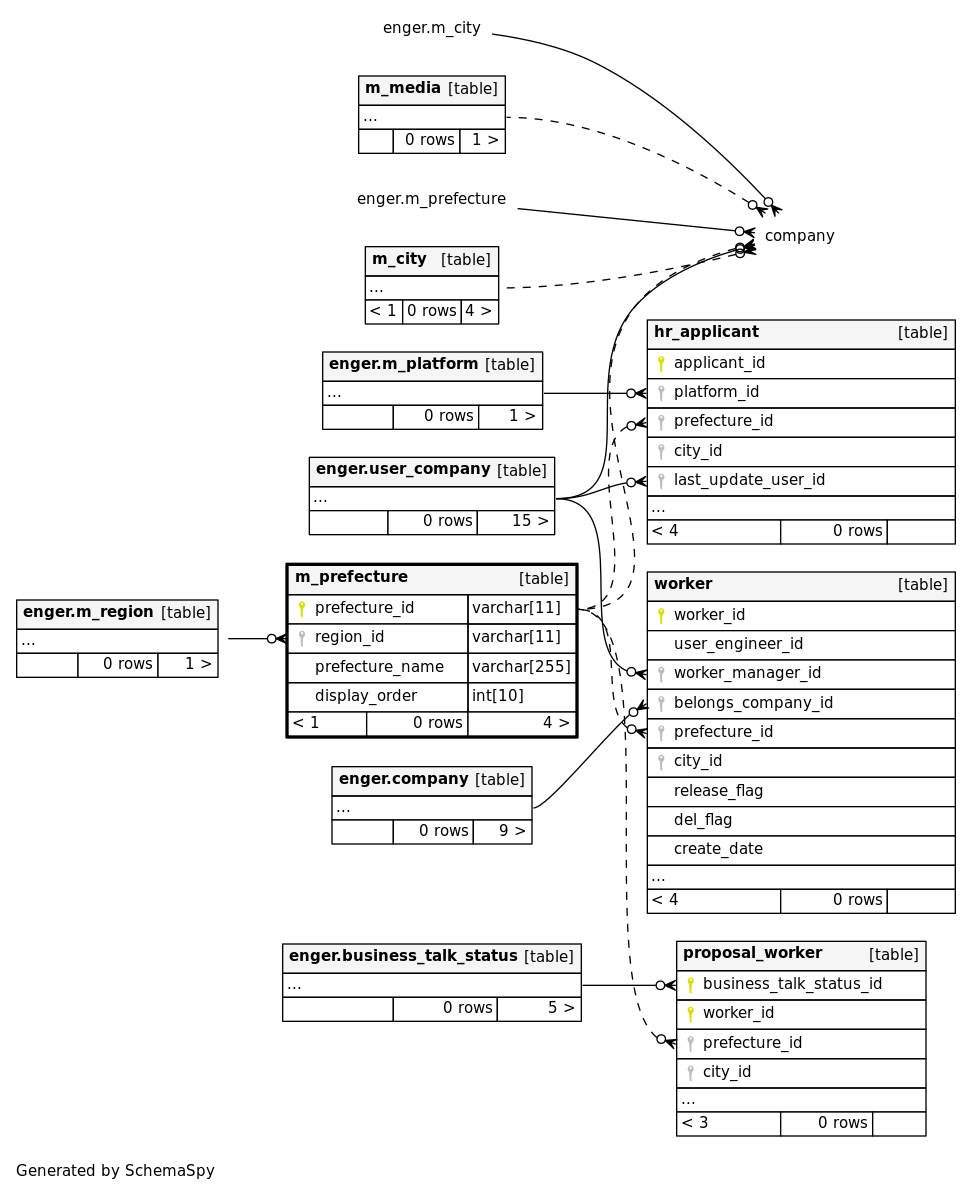 enger.m_city
m_media [table]
...
0 rows 1 >
enger.m_prefecture
company
m_city [table]
...
< 1 0 rows 4 >
enger.m_platform [table]
...
0 rows 1 >
enger.user_company [table]
...
0 rows 15 >
hr_applicant [table]
applicant_id
platform_id
prefecture_id
city_id
last_update_user_id
...
< 4 0 rows
m_prefecture [table]
prefecture_id varchar[11]
region_id varchar[11]
prefecture_name varchar[255]
display_order int[10]
< 1 0 rows 4 >
enger.m_region [table]
...
0 rows 1 >
worker [table]
worker_id
user_engineer_id
worker_manager_id
belongs_company_id
prefecture_id
city_id
release_flag
del_flag
create_date
...
< 4 0 rows
enger.company [table]
...
0 rows 9 >
enger.business_talk_status [table]
...
0 rows 5 >
proposal_worker [table]
business_talk_status_id
worker_id
prefecture_id
city_id
...
< 3 0 rows
Generated by SchemaSpy